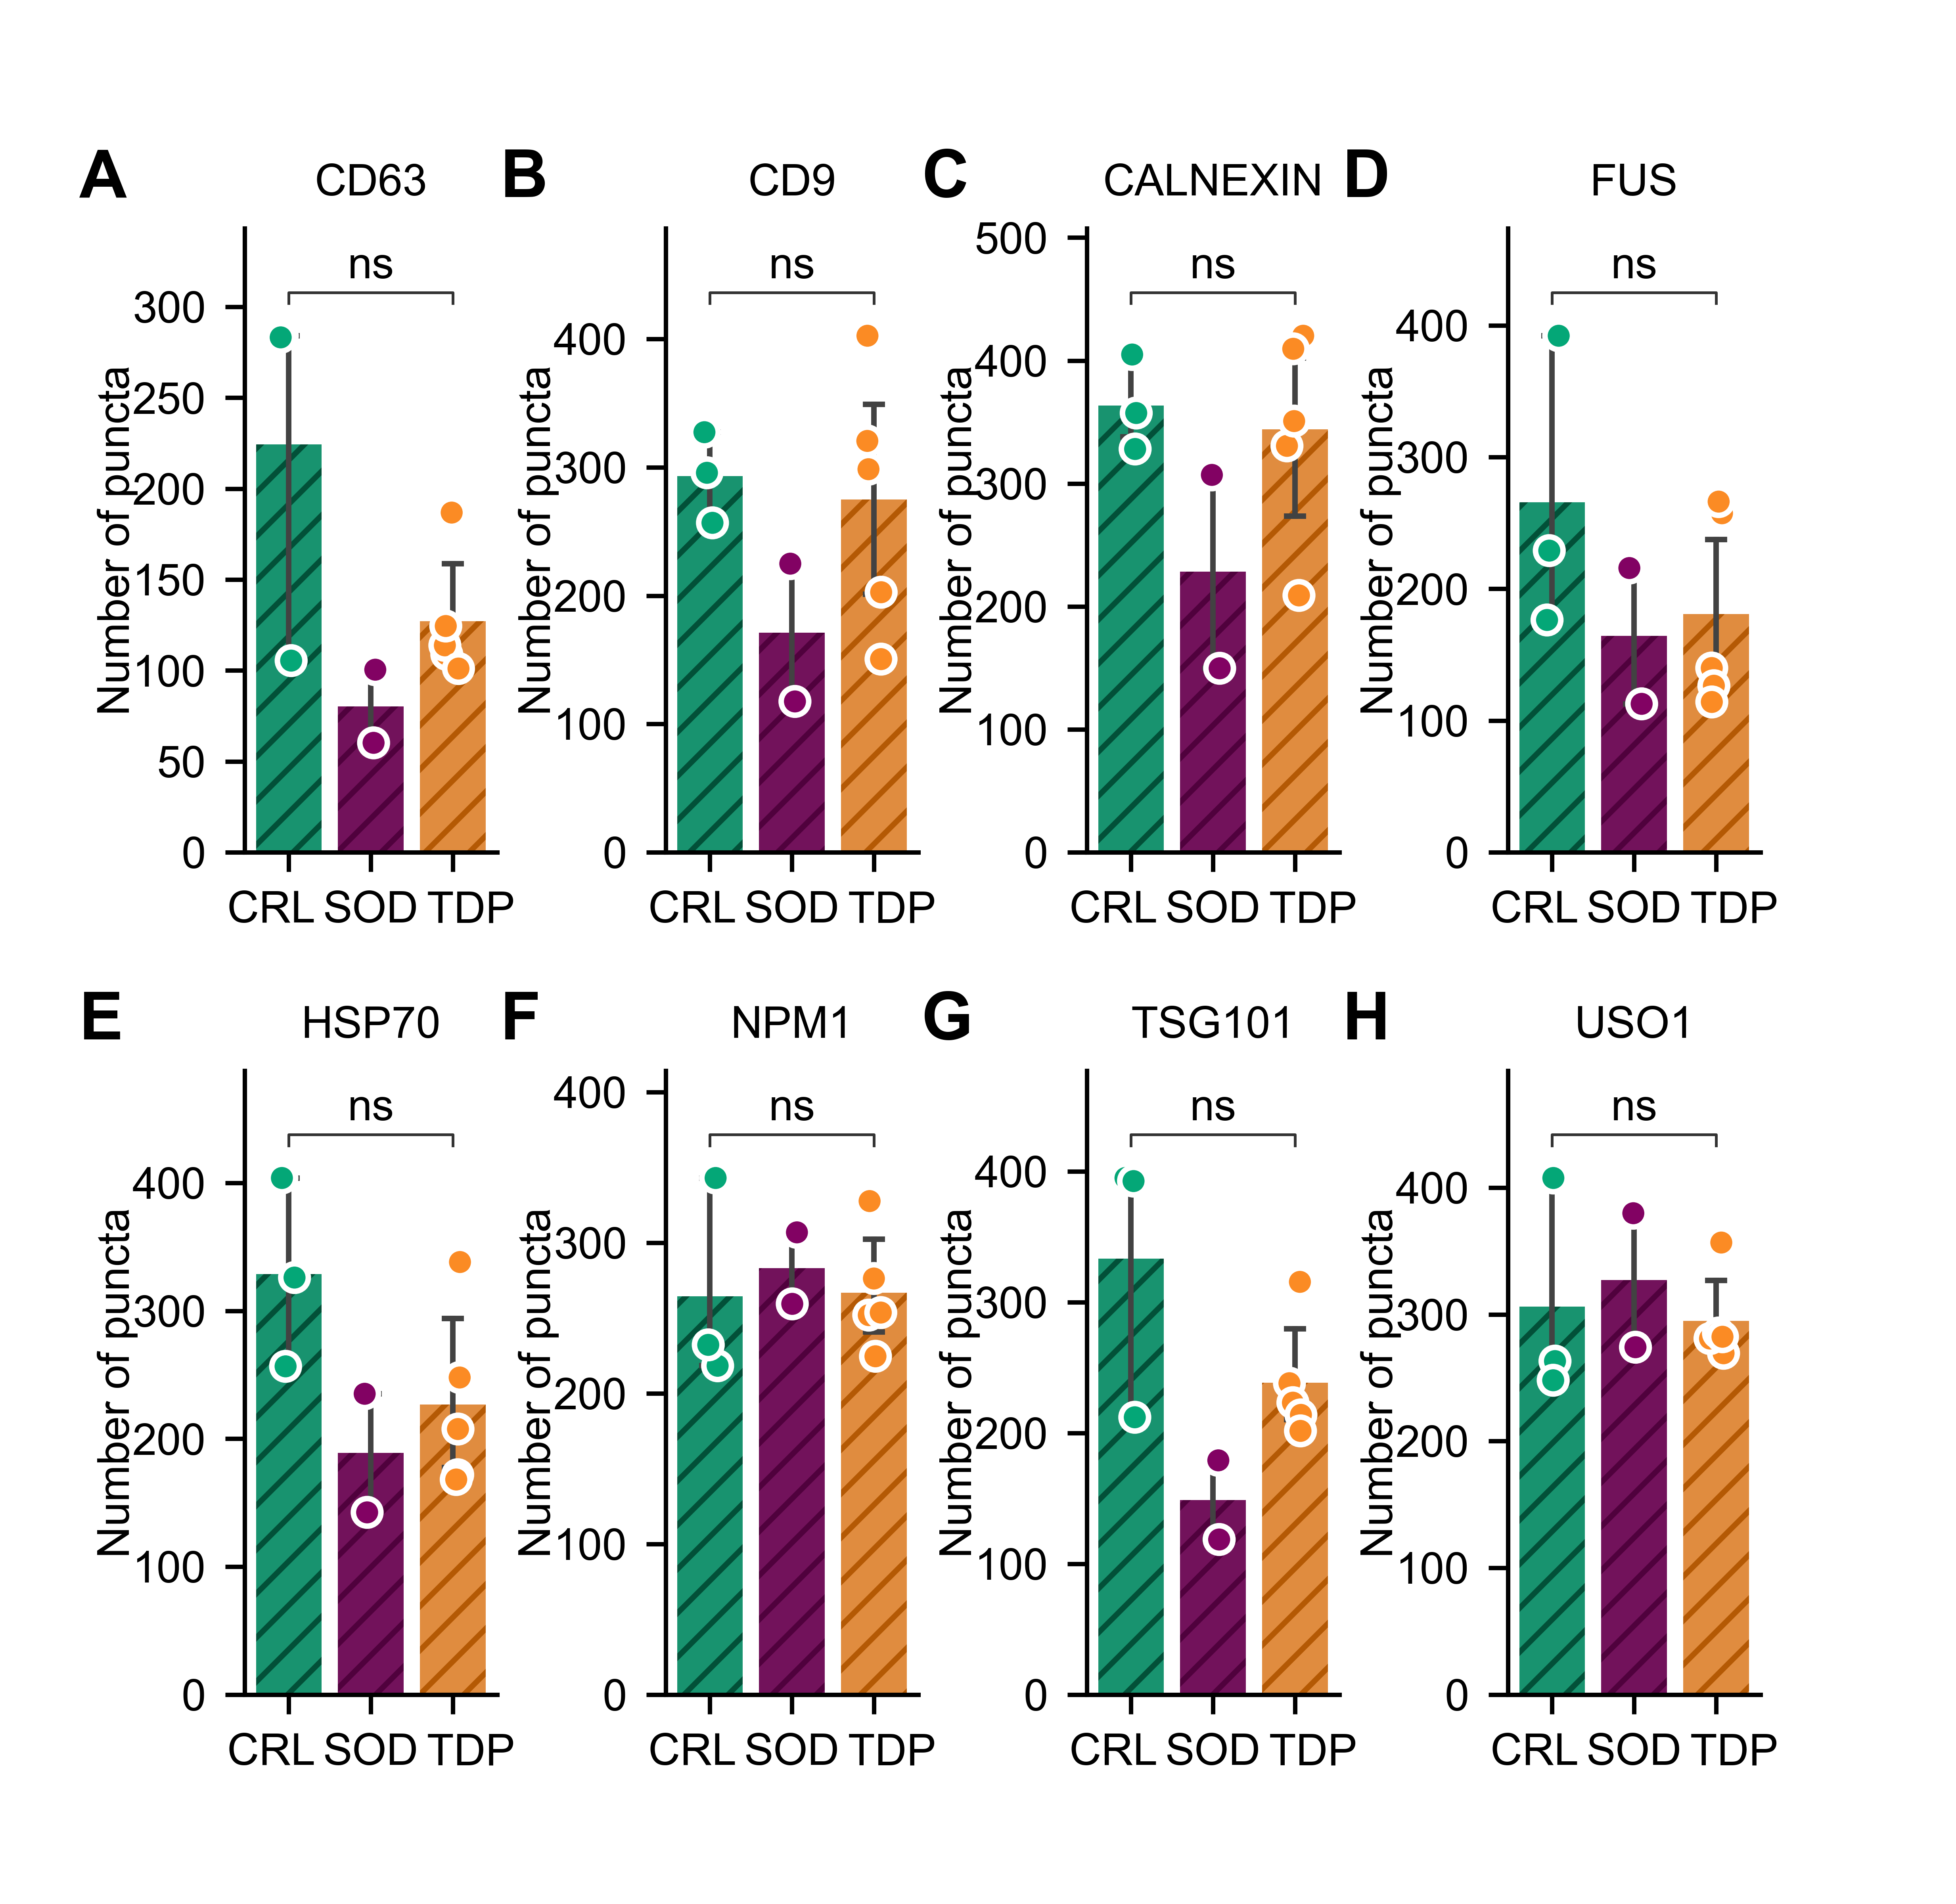 A CD63
B CD9
C CALNEXIN
D FUS
ns
ns
ns
ns
Number of puncta
300
250
200
150
100
50
0
CRL SOD TDP
Number of puncta
400
300
200
100
0
CRL SOD TDP
Number of puncta
500
400
300
200
100
0
CRL SOD TDP
Number of puncta
400
300
200
100
0
CRL SOD TDP
E HSP70
F NPM1
G TSG101
H USO1
ns
ns
ns
ns
Number of puncta
400
300
200
100
0
CRL SOD TDP
Number of puncta
400
300
200
100
0
CRL SOD TDP
Number of puncta
400
300
200
100
0
CRL SOD TDP
Number of puncta
400
300
200
100
0
CRL SOD TDP